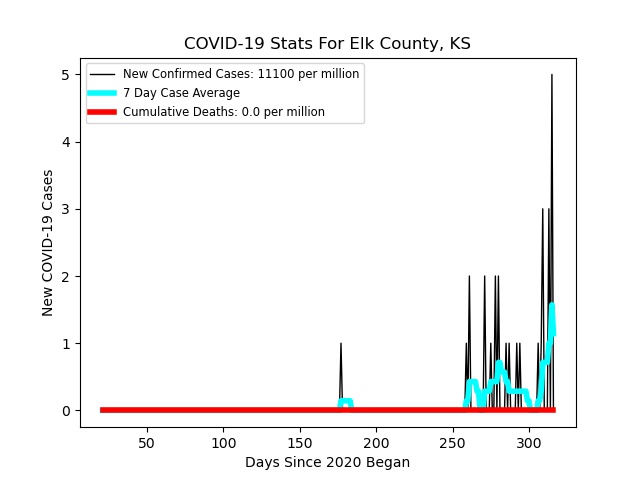 COVID-19 Stats For Elk County, KS
New Confirmed Cases: 11100 per million
7 Day Case Average
Cumulative Deaths: 0.0 per million
New COVID-19 Cases
5
4
3
2
1
0
50 100 150 200 250 300
Days Since 2020 Began